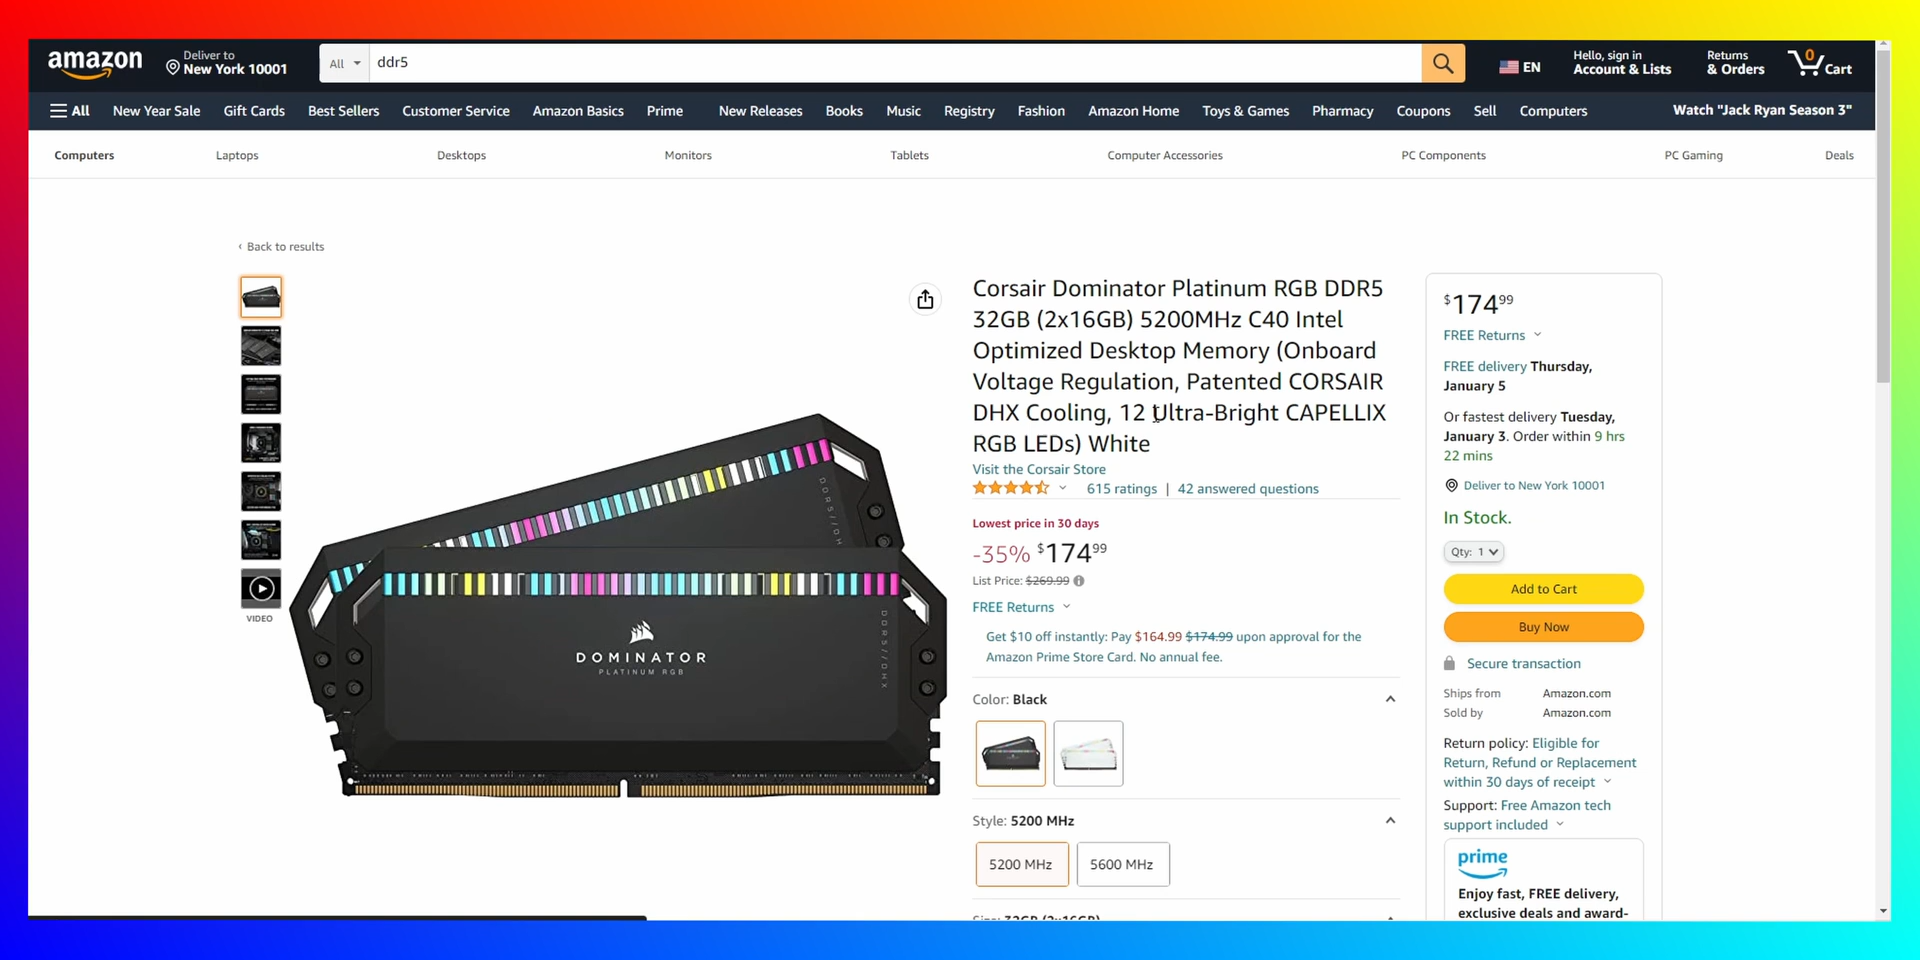 amazon
Deliver to
New York 10001
All
ddr5
EN
Hello, sign in
Account & Lists
Returns
& Orders
0
Cart
All
New Year Sale
Gift Cards
Best Sellers
Customer Service
Amazon Basics
Prime
New Releases
Books
Music
Registry
Fashion
Amazon Home
Toys & Games
Pharmacy
Coupons
Sell
Computers
Watch "Jack Ryan Season 3"
Computers
Laptops
Desktops
Monitors
Tablets
Computer Accessories
PC Components
PC Gaming
Deals
‹ Back to results
VIDEO
DDR5//DH
DOMINATOR
PLATINUM RGB
DDR5//DHX
Corsair Dominator Platinum RGB DDR5
32GB (2x16GB) 5200MHz C40 Intel
Optimized Desktop Memory (Onboard
Voltage Regulation, Patented CORSAIR
DHX Cooling, 12 Ultra-Bright CAPELLIX
RGB LEDs) White
Visit the Corsair Store
615 ratings | 42 answered questions
Lowest price in 30 days
-35% $174.99
List Price: $269.99
FREE Returns
Get $10 off instantly: Pay $164.99 $174.99 upon approval for the
Amazon Prime Store Card. No annual fee.
Color: Black
Style: 5200 MHz
5200 MHz
5600 MHz
Size: 32GB (2x16GB)
$174.99
FREE Returns
FREE delivery Thursday,
January 5
Or fastest delivery Tuesday,
January 3. Order within 9 hrs
22 mins
Deliver to New York 10001
In Stock.
Qty: 1
Add to Cart
Buy Now
Secure transaction
Ships from Amazon.com
Sold by Amazon.com
Return policy: Eligible for
Return, Refund or Replacement
within 30 days of receipt
Support: Free Amazon tech
support included
prime
Enjoy fast, FREE delivery,
exclusive deals and award-